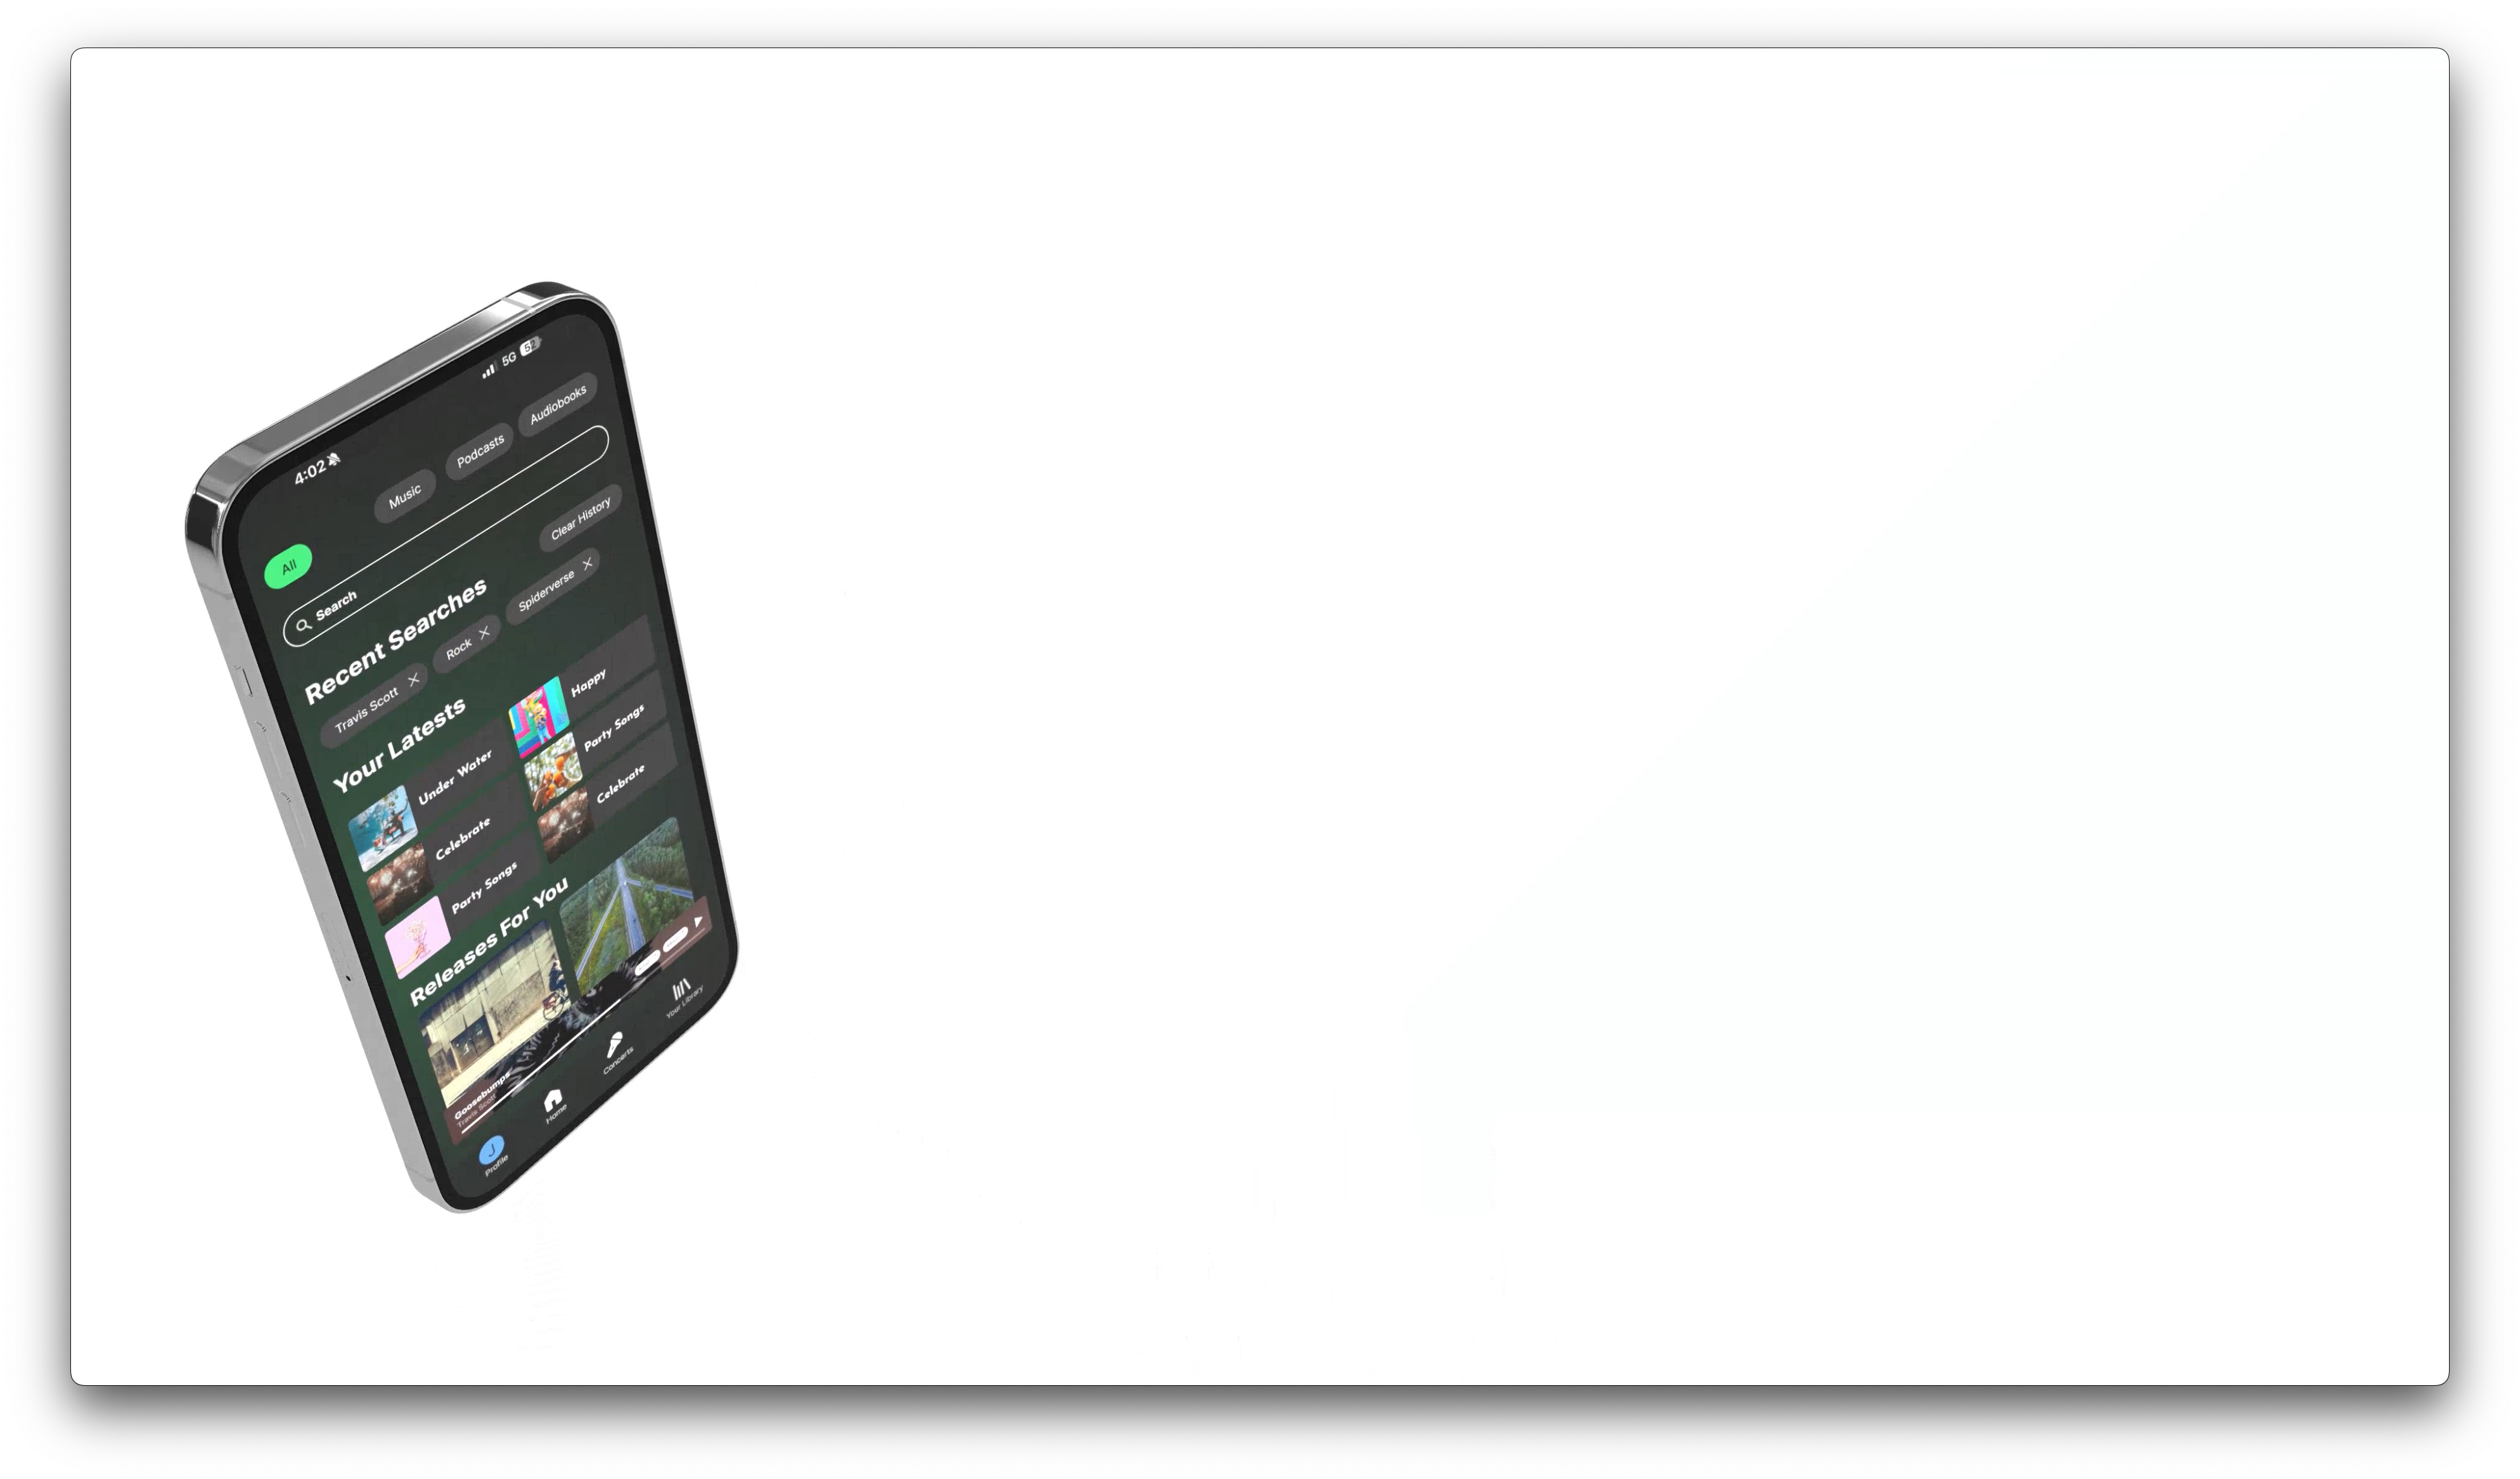 4:02
5G 52
All
Music
Podcasts
Audiobooks
Search
Clear History
Recent Searches
Travis Scott
Rock
Spiderverse
Your Latests
Under Water
Happy
Celebrate
Party Songs
Party Songs
Celebrate
Releases For You
Goosebumps
Travis Scott
J
Profile
Home
Concerts
Your Library